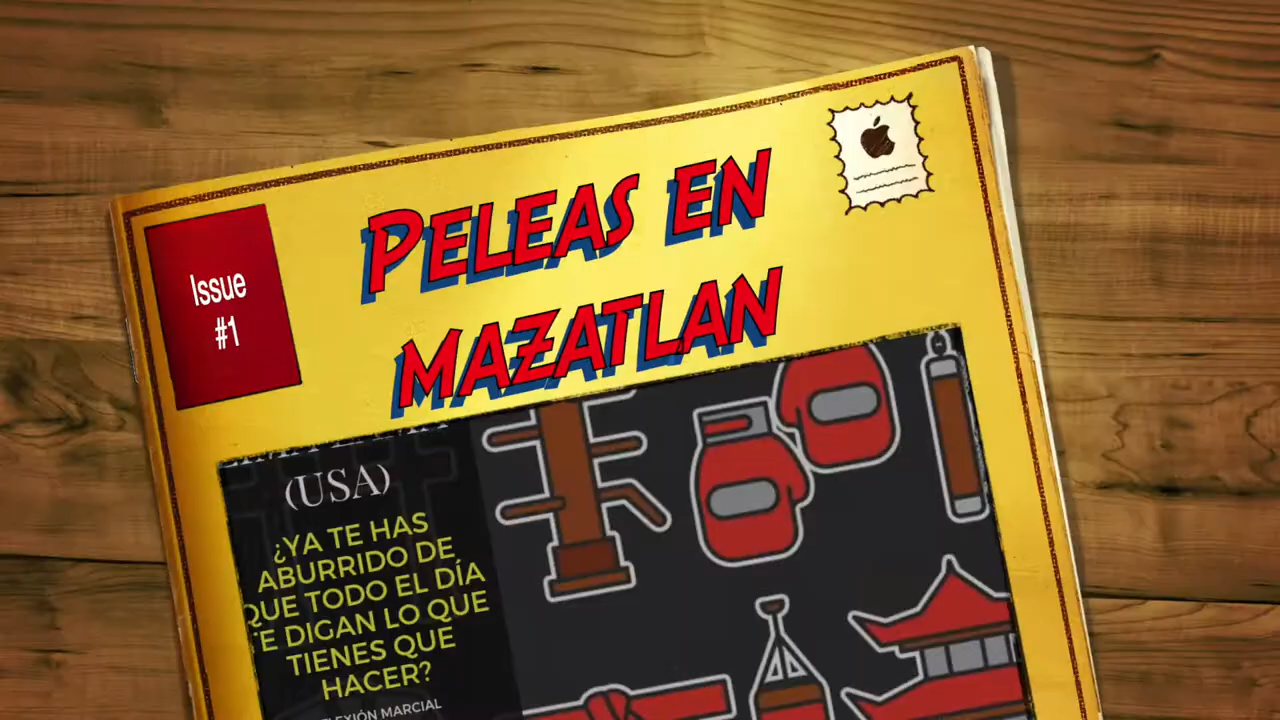 Issue
#1
PELEAS EN
MAZATLAN
(USA)
¿YA TE HAS
ABURRIDO DE
QUE TODO EL DÍA
TE DIGAN LO QUE
TIENES QUE
HACER?
MARCIAL